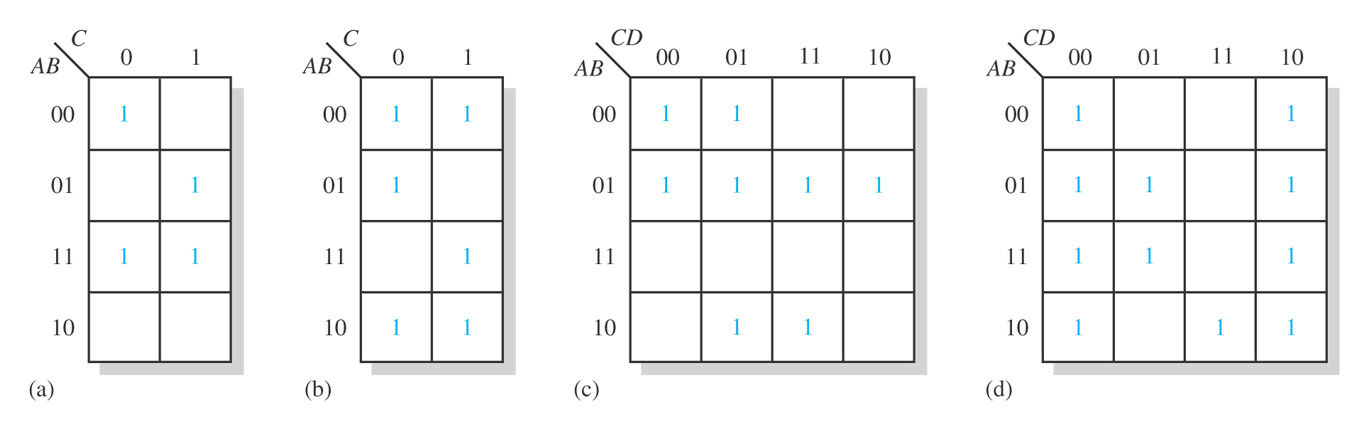 C C CD CD
AB 0 1 AB 0 1 AB 00 01 11 10 AB 00 01 11 10
00 1 00 1 1 00 1 1 00 1 1
01 1 01 1 01 1 1 1 1 01 1 1 1
11 1 1 11 1 11 11 1 1 1
10 10 1 1 10 1 1 10 1 1 1
(a) (b) (c) (d)